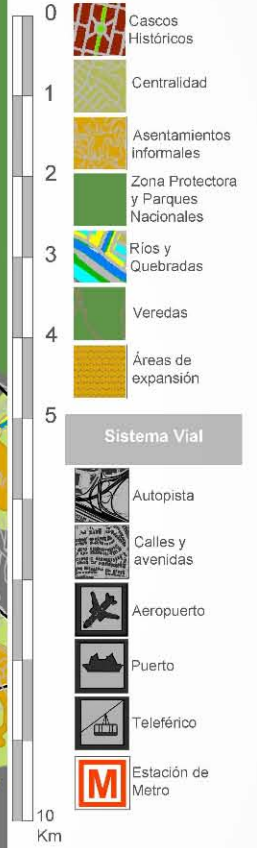 0
1
2
3
4
5
10
Km
Cascos
Históricos
Centralidad
Asentamientos
informales
Zona Protectora
y Parques
Nacionales
Ríos y
Quebradas
Veredas
Áreas de
expansión
Sistema Vial
Autopista
Calles y
avenidas
Aeropuerto
Puerto
Teleférico
M
Estación de
Metro